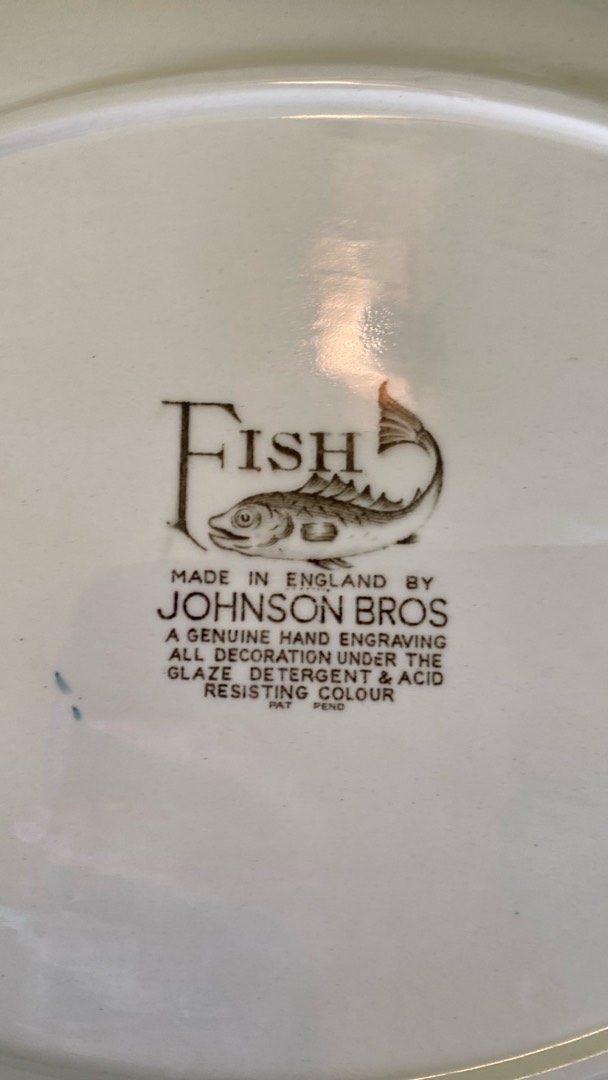 FISH
MADE IN ENGLAND BY
JOHNSON BROS
A GENUINE HAND ENGRAVING
ALL DECORATION UNDER THE
GLAZE DETERGENT & ACID
RESISTING COLOUR
PAT PEND